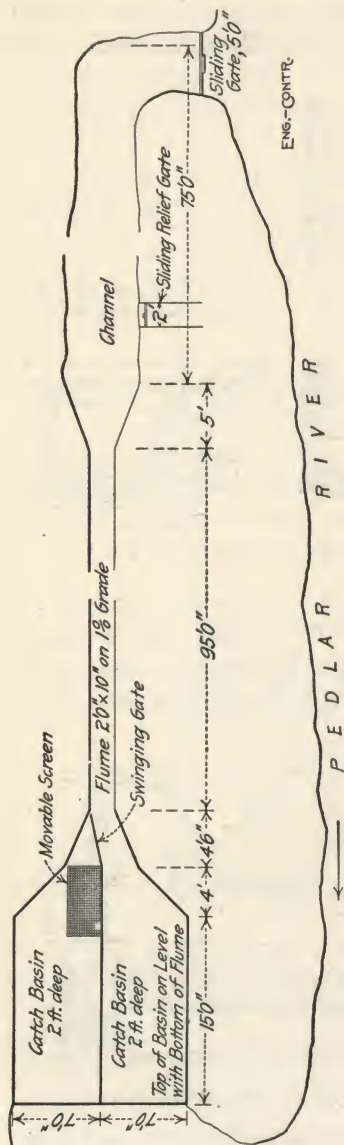 Catch Basin
2 ft. deep
Movable Screen
Catch Basin
2 ft. deep
Top of Basin on Level
with Bottom of Flume
Swinging Gate
Flume 2'0"x10" on 1% Grade
Channel
2'
Sliding Relief Gate
Sliding
Gate, 5'0"
7'0"
7'0"
15'0"
4'
4'6"
95'0"
5'
75'0"
PEDLAR RIVER
ENG.-CONTR.